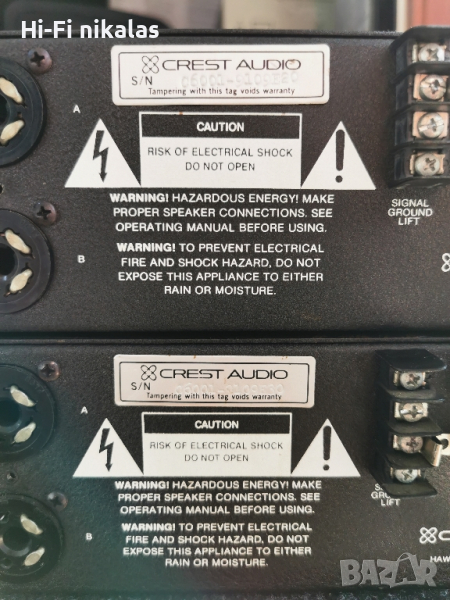 Hi-Fi nikalas
CREST AUDIO
S/N
Tampering with this tag voids warranty
A
CAUTION
RISK OF ELECTRICAL SHOCK
DO NOT OPEN
WARNING! HAZARDOUS ENERGY! MAKE
PROPER SPEAKER CONNECTIONS. SEE
OPERATING MANUAL BEFORE USING.
SIGNAL
GROUND
LIFT
B
WARNING! TO PREVENT ELECTRICAL
FIRE AND SHOCK HAZARD, DO NOT
EXPOSE THIS APPLIANCE TO EITHER
RAIN OR MOISTURE.
CREST AUDIO
S/N
Tampering with this tag voids warranty
A
CAUTION
RISK OF ELECTRICAL SHOCK
DO NOT OPEN
WARNING! HAZARDOUS ENERGY! MAKE
PROPER SPEAKER CONNECTIONS. SEE
OPERATING MANUAL BEFORE USING.
LIFT
B
WARNING! TO PREVENT ELECTRICAL
FIRE AND SHOCK HAZARD, DO NOT
EXPOSE THIS APPLIANCE TO EITHER
RAIN OR MOISTURE.
HAW
BAZAR